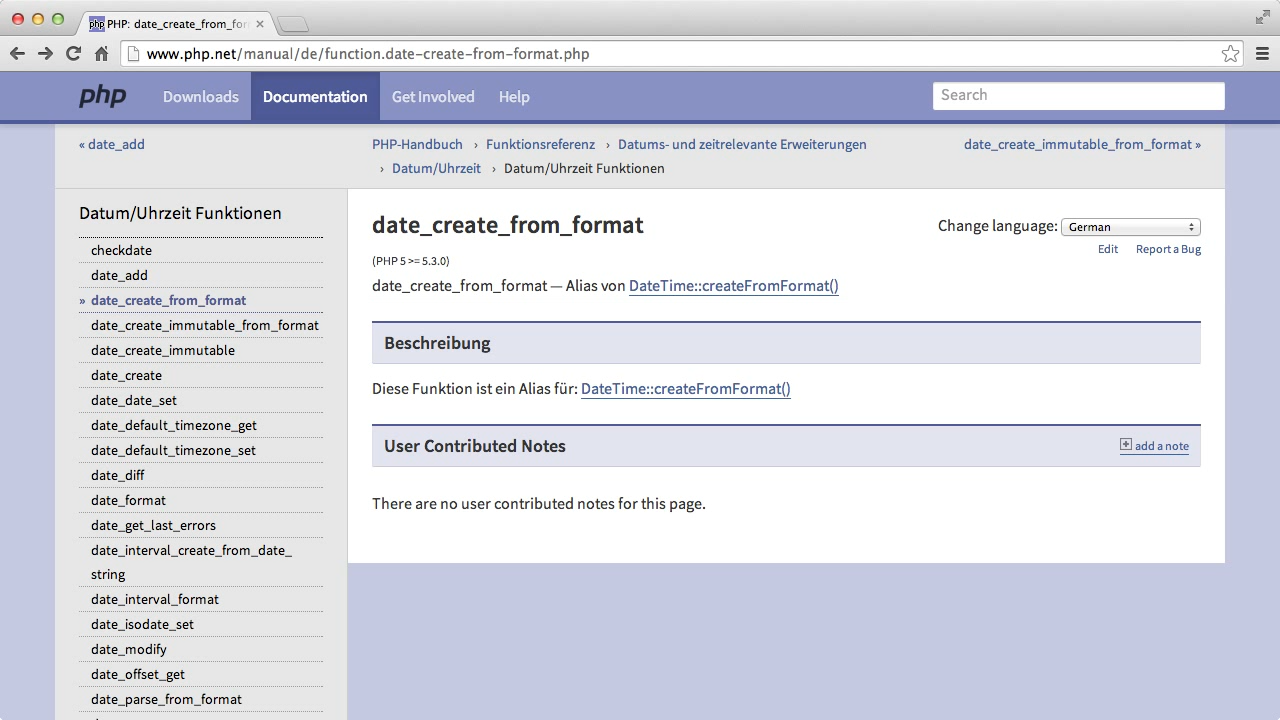 PHP: date_create_from_for
www.php.net/manual/de/function.date-create-from-format.php
php Downloads Documentation Get Involved Help Search
« date_add
PHP-Handbuch › Funktionsreferenz › Datums- und zeitrelevante Erweiterungen
› Datum/Uhrzeit › Datum/Uhrzeit Funktionen
date_create_immutable_from_format »
Datum/Uhrzeit Funktionen
checkdate
date_add
» date_create_from_format
date_create_immutable_from_format
date_create_immutable
date_create
date_date_set
date_default_timezone_get
date_default_timezone_set
date_diff
date_format
date_get_last_errors
date_interval_create_from_date_
string
date_interval_format
date_isodate_set
date_modify
date_offset_get
date_parse_from_format
date_create_from_format
Change language: German
Edit Report a Bug
(PHP 5 >= 5.3.0)
date_create_from_format — Alias von DateTime::createFromFormat()
Beschreibung
Diese Funktion ist ein Alias für: DateTime::createFromFormat()
User Contributed Notes
add a note
There are no user contributed notes for this page.